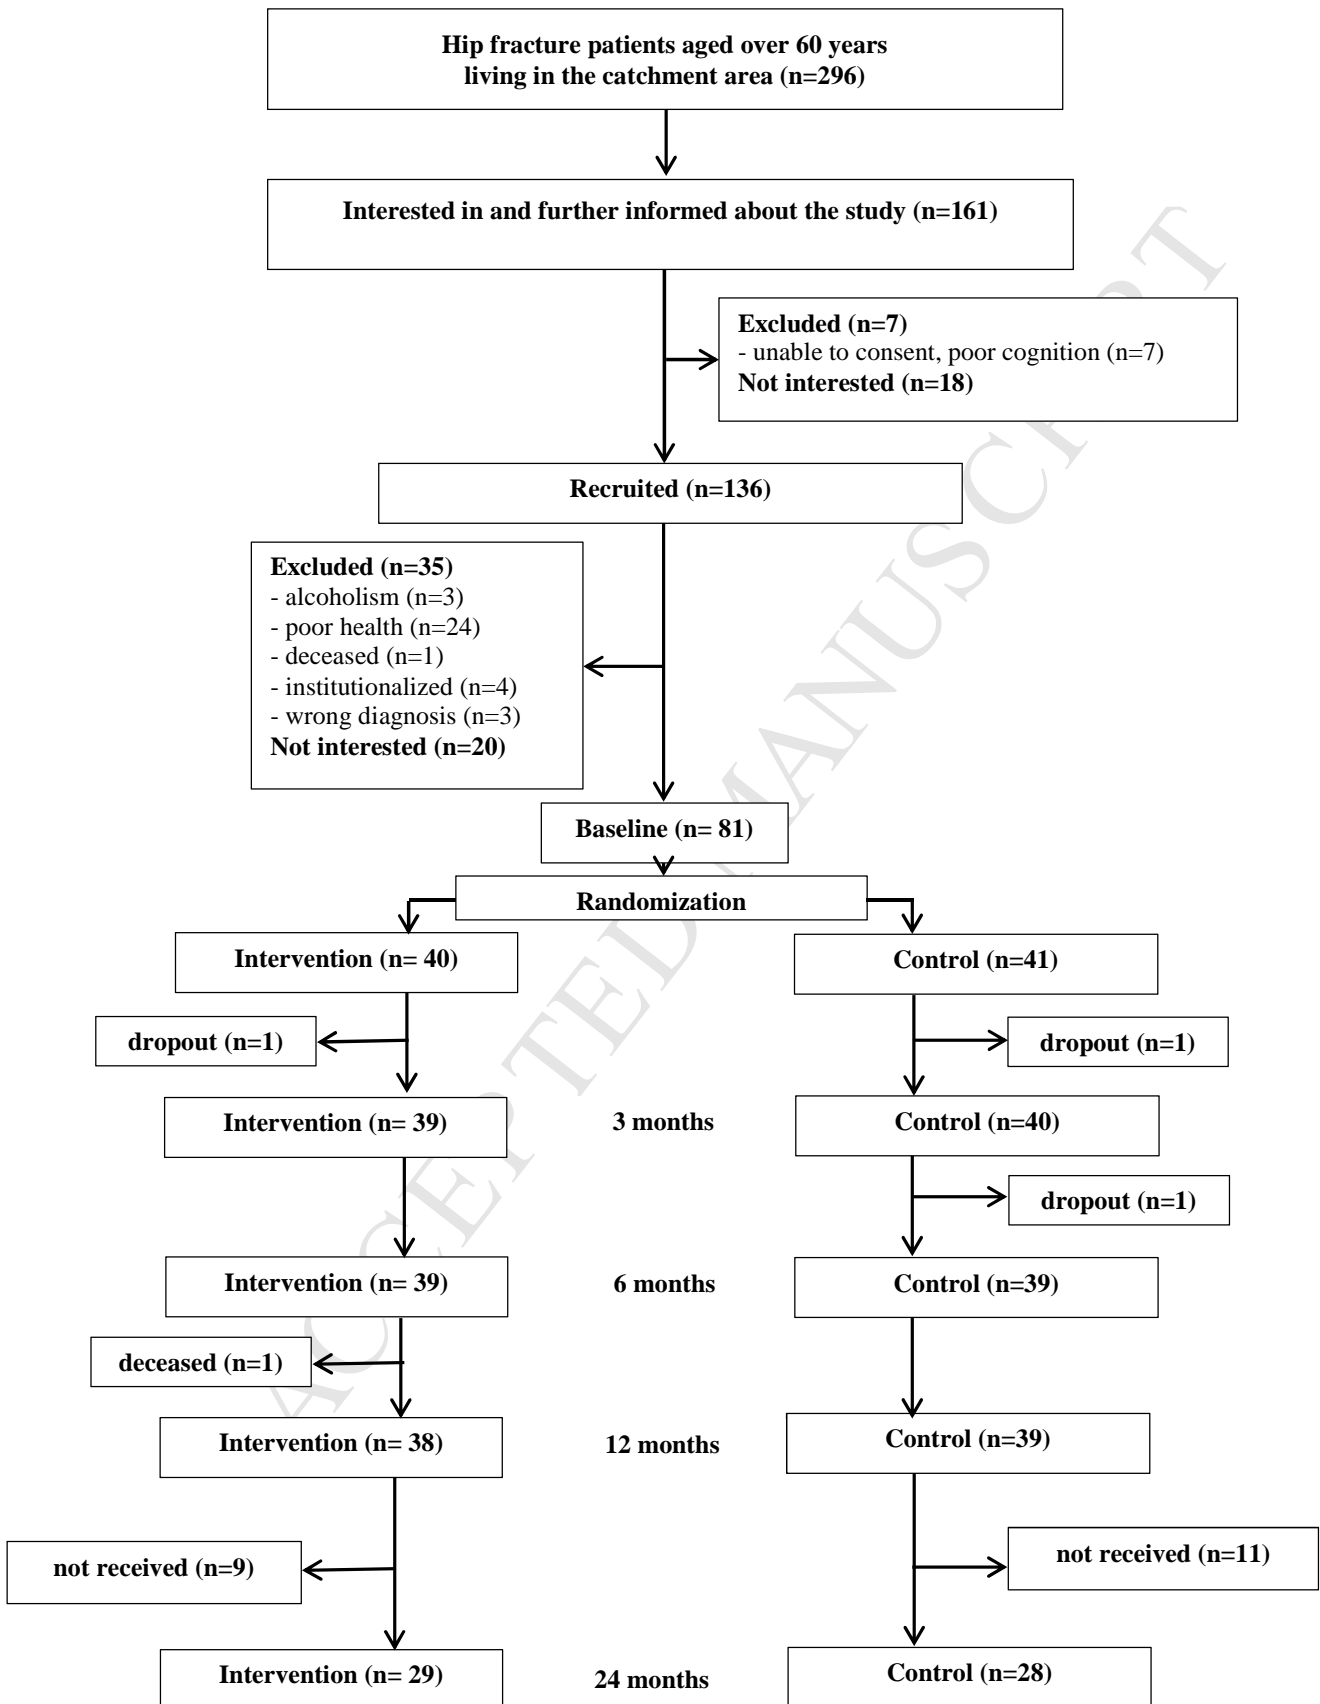 Hip fracture patients aged over 60 years
living in the catchment area (n=296)
Interested in and further informed about the study (n=161)
Excluded (n=7)
- unable to consent, poor cognition (n=7)
Not interested (n=18)
Recruited (n=136)
Excluded (n=35)
- alcoholism (n=3)
- poor health (n=24)
- deceased (n=1)
- institutionalized (n=4)
- wrong diagnosis (n=3)
Not interested (n=20)
Baseline (n= 81)
Randomization
Intervention (n= 40)
Control (n=41)
dropout (n=1)
dropout (n=1)
Intervention (n= 39)
3 months
Control (n=40)
dropout (n=1)
Intervention (n= 39)
6 months
Control (n=39)
deceased (n=1)
Intervention (n= 38)
12 months
Control (n=39)
not received (n=9)
not received (n=11)
Intervention (n= 29)
24 months
Control (n=28)
ACCEPTED MANUSCRIPT